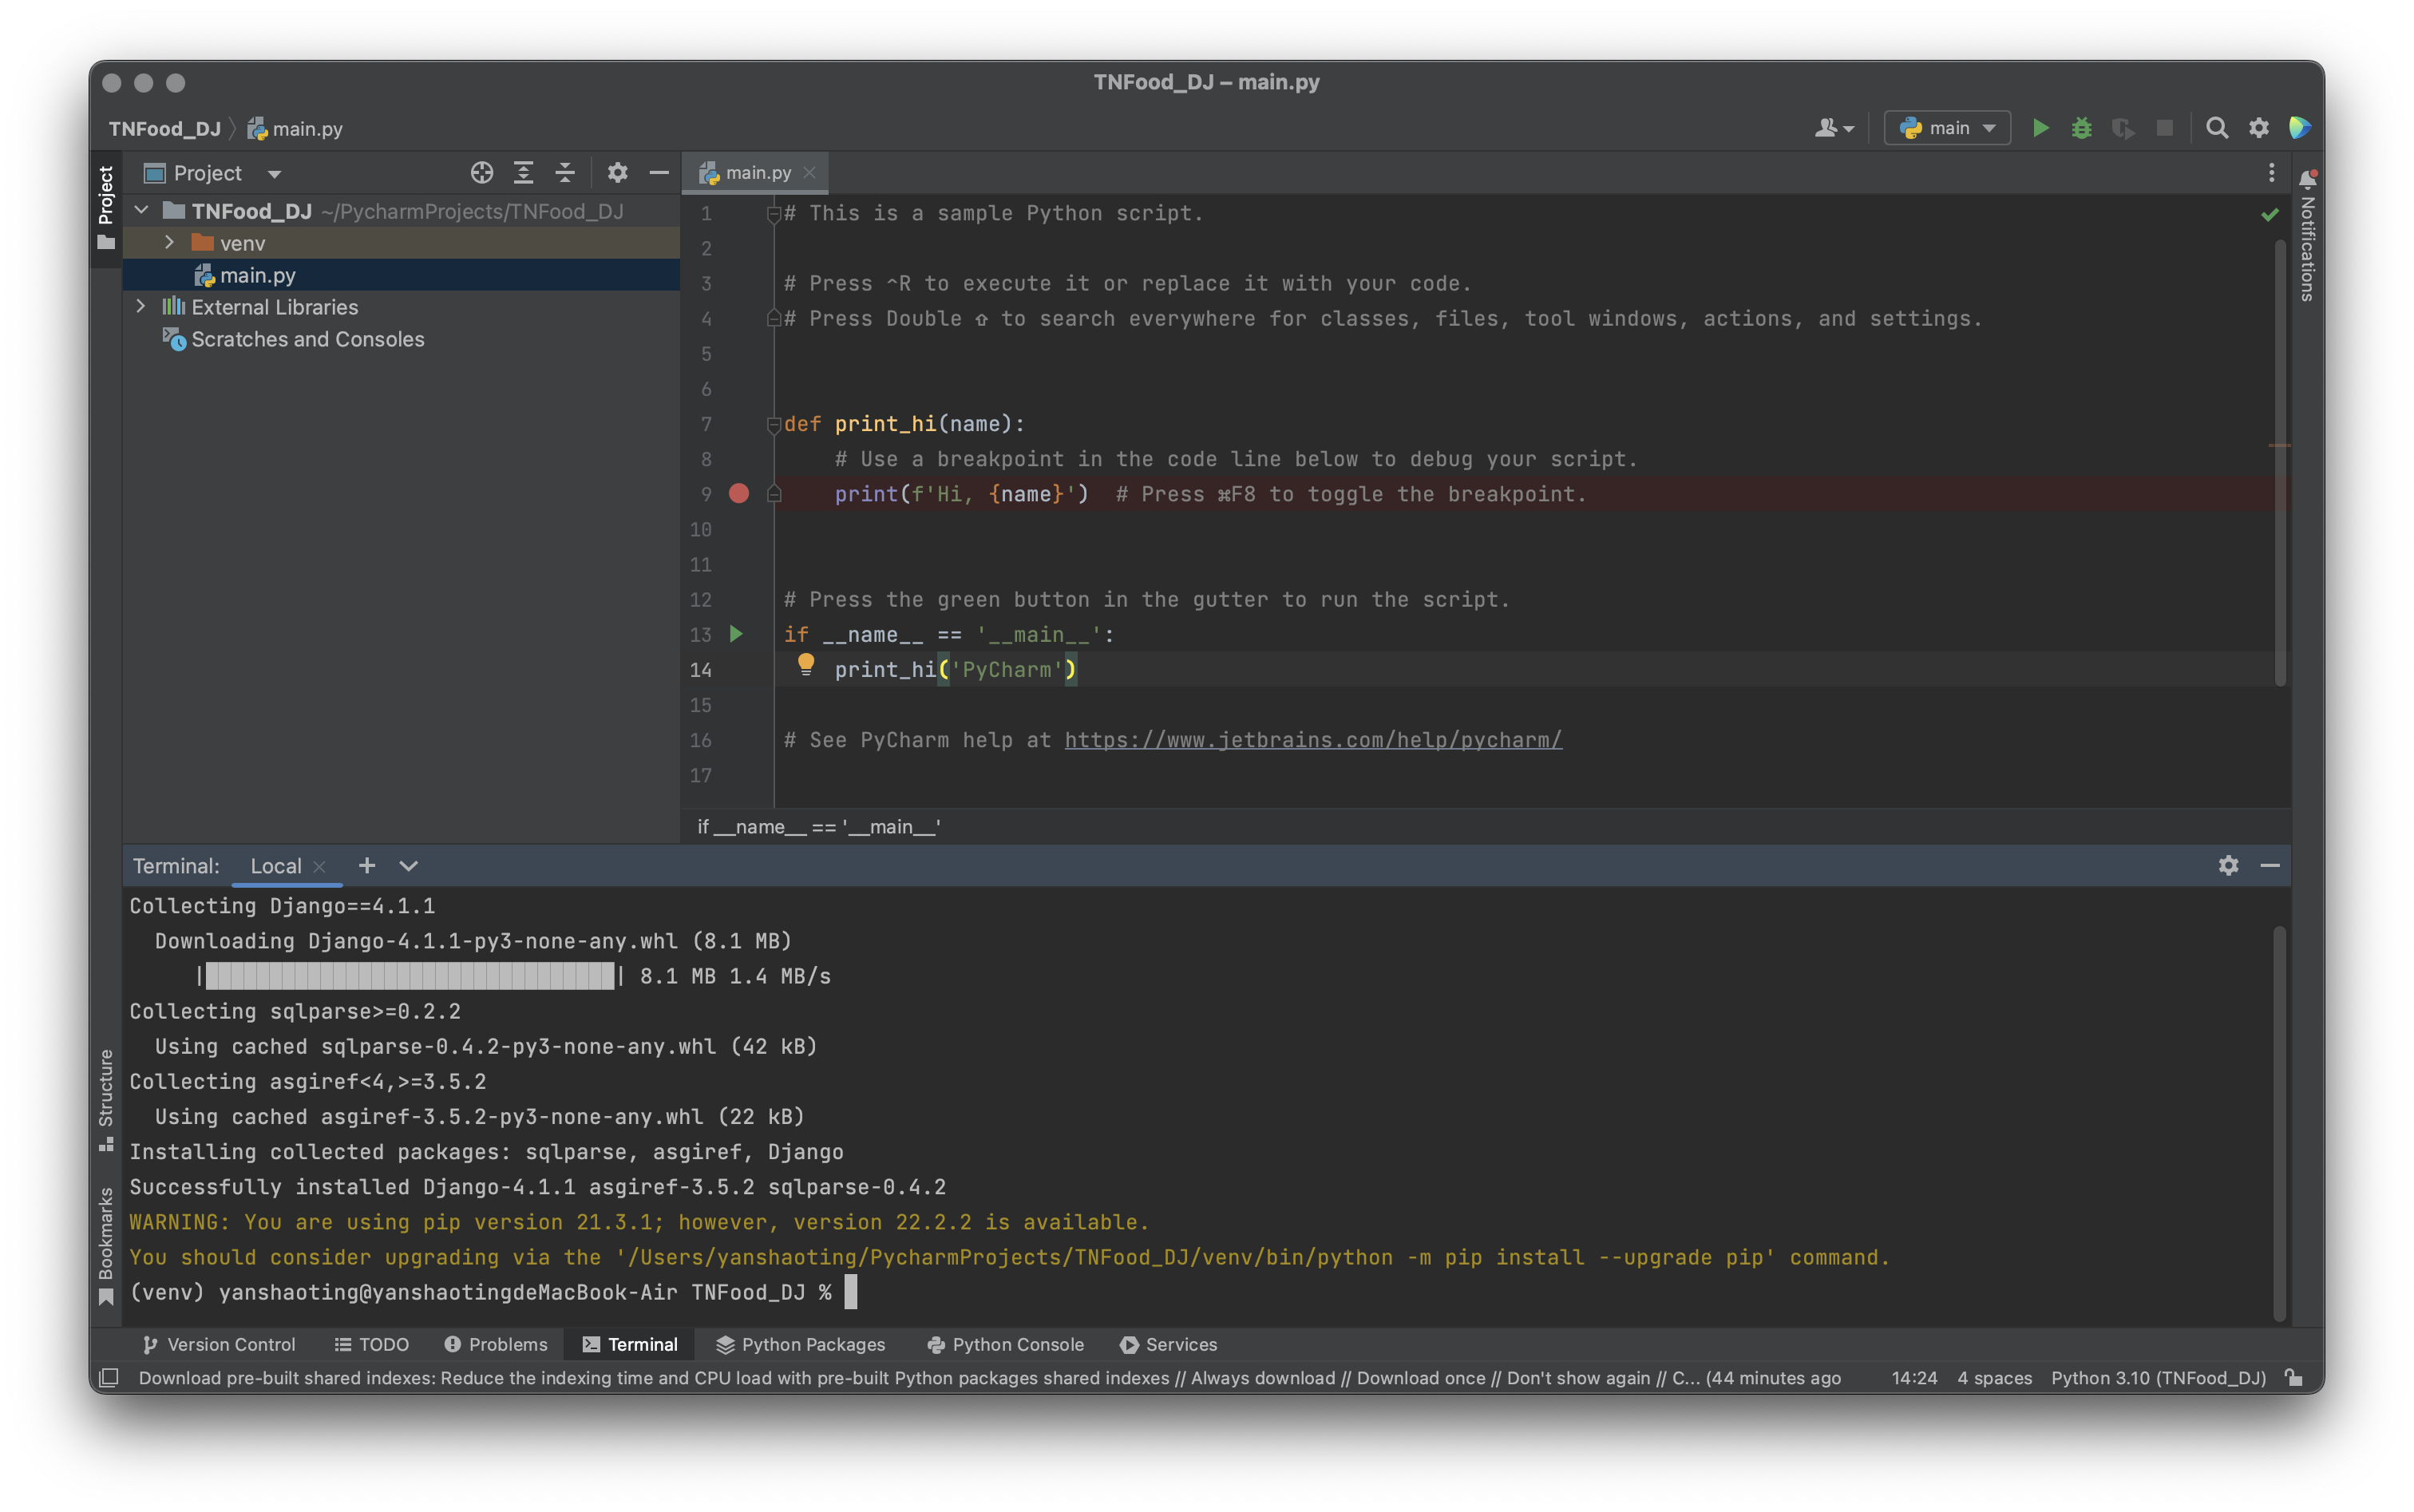 TNFood_DJ – main.py
TNFood_DJ main.py
main
Project
Project
TNFood_DJ ~/PycharmProjects/TNFood_DJ
venv
main.py
External Libraries
Scratches and Consoles
main.py
1 # This is a sample Python script.
2
3 # Press ^R to execute it or replace it with your code.
4 # Press Double ⇧ to search everywhere for classes, files, tool windows, actions, and settings.
5
6
7 def print_hi(name):
8 # Use a breakpoint in the code line below to debug your script.
9 print(f'Hi, {name}') # Press ⌘F8 to toggle the breakpoint.
10
11
12 # Press the green button in the gutter to run the script.
13 if __name__ == '__main__':
14 print_hi('PyCharm')
15
16 # See PyCharm help at https://www.jetbrains.com/help/pycharm/
17
if __name__ == '__main__'
Notifications
Terminal: Local
Collecting Django==4.1.1
Downloading Django-4.1.1-py3-none-any.whl (8.1 MB)
|████████████████████████████████| 8.1 MB 1.4 MB/s
Collecting sqlparse>=0.2.2
Using cached sqlparse-0.4.2-py3-none-any.whl (42 kB)
Collecting asgiref<4,>=3.5.2
Using cached asgiref-3.5.2-py3-none-any.whl (22 kB)
Installing collected packages: sqlparse, asgiref, Django
Successfully installed Django-4.1.1 asgiref-3.5.2 sqlparse-0.4.2
WARNING: You are using pip version 21.3.1; however, version 22.2.2 is available.
You should consider upgrading via the '/Users/yanshaoting/PycharmProjects/TNFood_DJ/venv/bin/python -m pip install --upgrade pip' command.
(venv) yanshaoting@yanshaotingdeMacBook-Air TNFood_DJ %
Structure
Bookmarks
Version Control TODO Problems Terminal Python Packages Python Console Services
Download pre-built shared indexes: Reduce the indexing time and CPU load with pre-built Python packages shared indexes // Always download // Download once // Don't show again // C... (44 minutes ago 14:24 4 spaces Python 3.10 (TNFood_DJ)